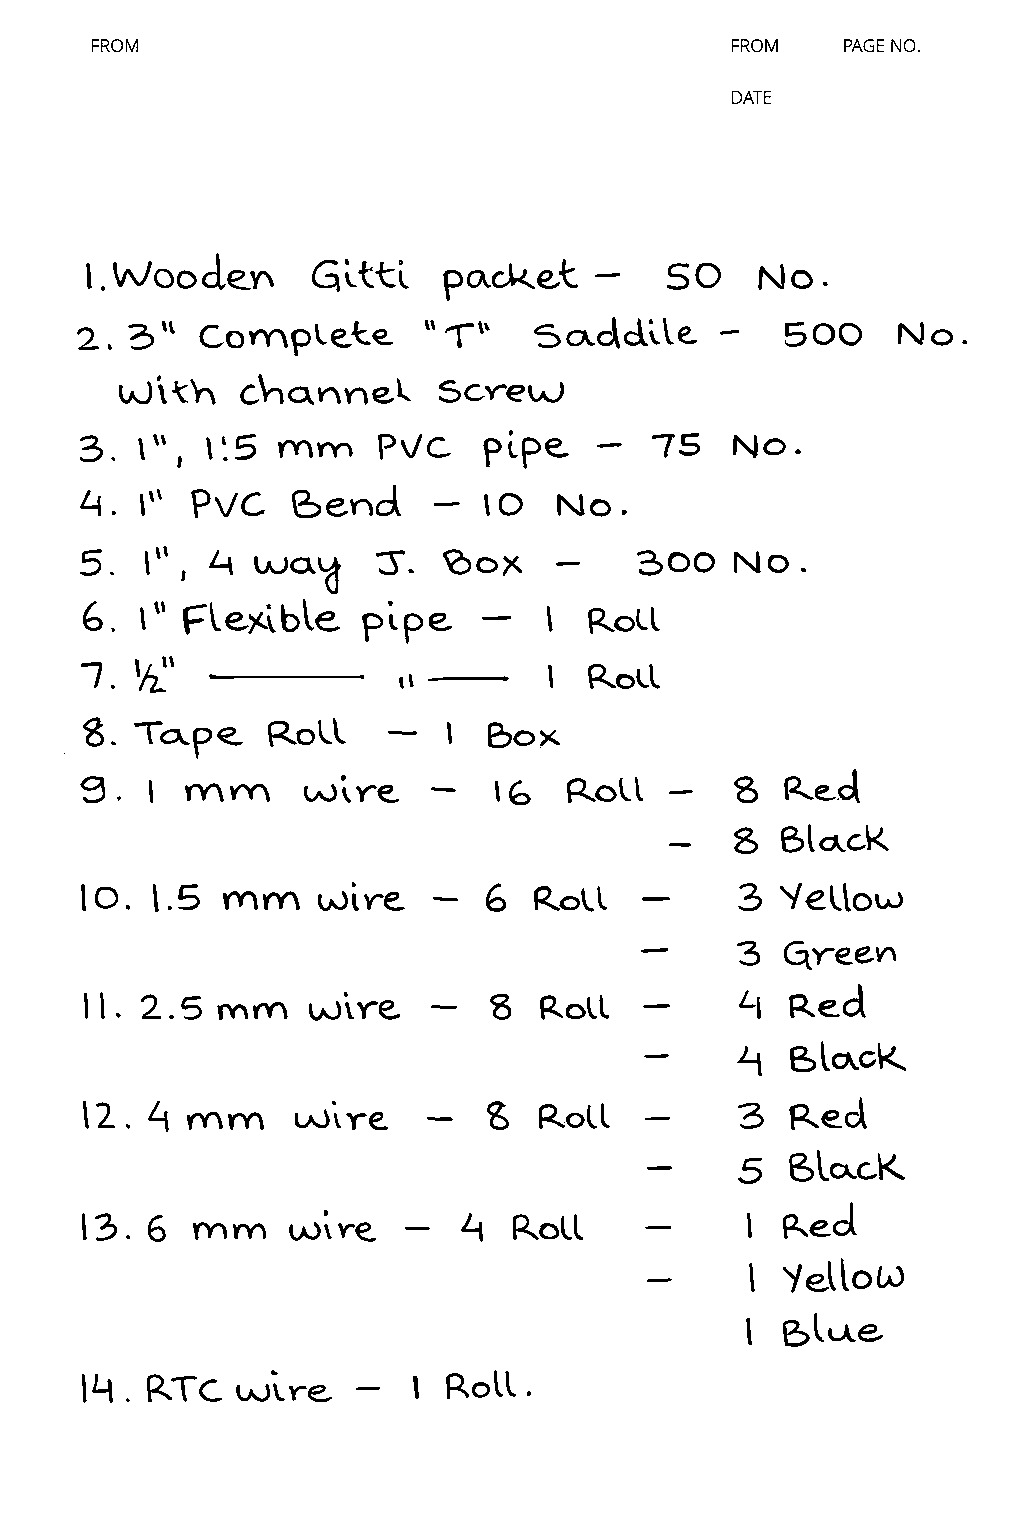 FROM FROM PAGE NO.
DATE
1. Wooden Gitti packet - 50 No.
2. 3" Complete "T" Saddile - 500 No.
with channel Screw
3. 1", 1.5 mm PVC pipe - 75 No.
4. 1" PVC Bend - 10 No.
5. 1", 4 way J. Box - 300 No.
6. 1" Flexible pipe - 1 Roll
7. ½" —— " —— 1 Roll
8. Tape Roll - 1 Box
9. 1 mm wire - 16 Roll - 8 Red
- 8 Black
10. 1.5 mm wire - 6 Roll - 3 Yellow
- 3 Green
11. 2.5 mm wire - 8 Roll - 4 Red
- 4 Black
12. 4 mm wire - 8 Roll - 3 Red
- 5 Black
13. 6 mm wire - 4 Roll - 1 Red
- 1 Yellow
1 Blue
14. RTC wire - 1 Roll.